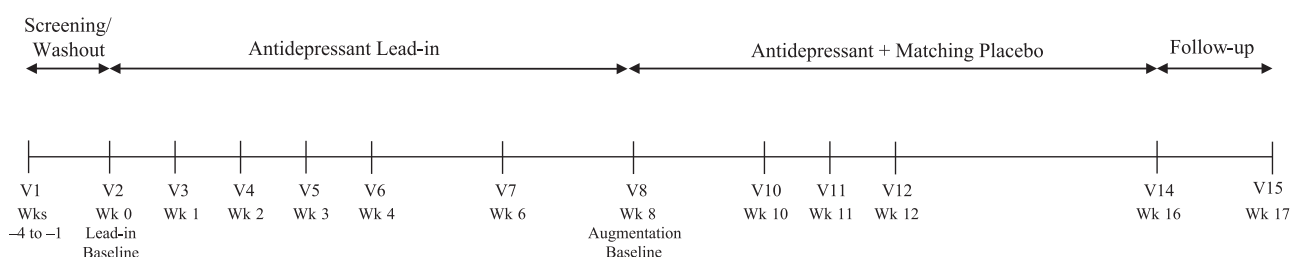 Screening/
Washout
Antidepressant Lead-in
Antidepressant + Matching Placebo
Follow-up
V1 V2 V3 V4 V5 V6 V7 V8 V10 V11 V12 V14 V15
Wks Wk 0 Wk 1 Wk 2 Wk 3 Wk 4 Wk 6 Wk 8 Wk 10 Wk 11 Wk 12 Wk 16 Wk 17
–4 to –1 Lead-in Augmentation
Baseline Baseline